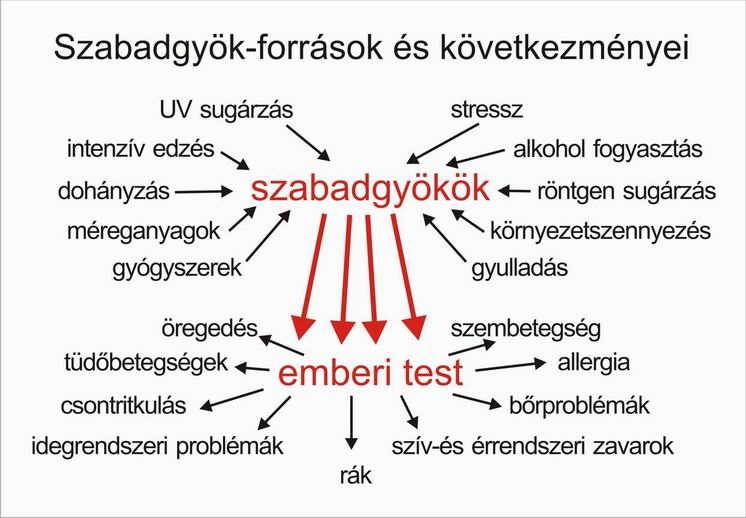 Szabadgyök-források és következményei
UV sugárzás
stressz
intenzív edzés
alkohol fogyasztás
dohányzás
szabadgyökök
röntgen sugárzás
méreganyagok
környezetszennyezés
gyógyszerek
gyulladás
öregedés
szembetegség
tüdőbetegségek
emberi test
allergia
csontritkulás
bőrproblémák
idegrendszeri problémák
szív-és érrendszeri zavarok
rák